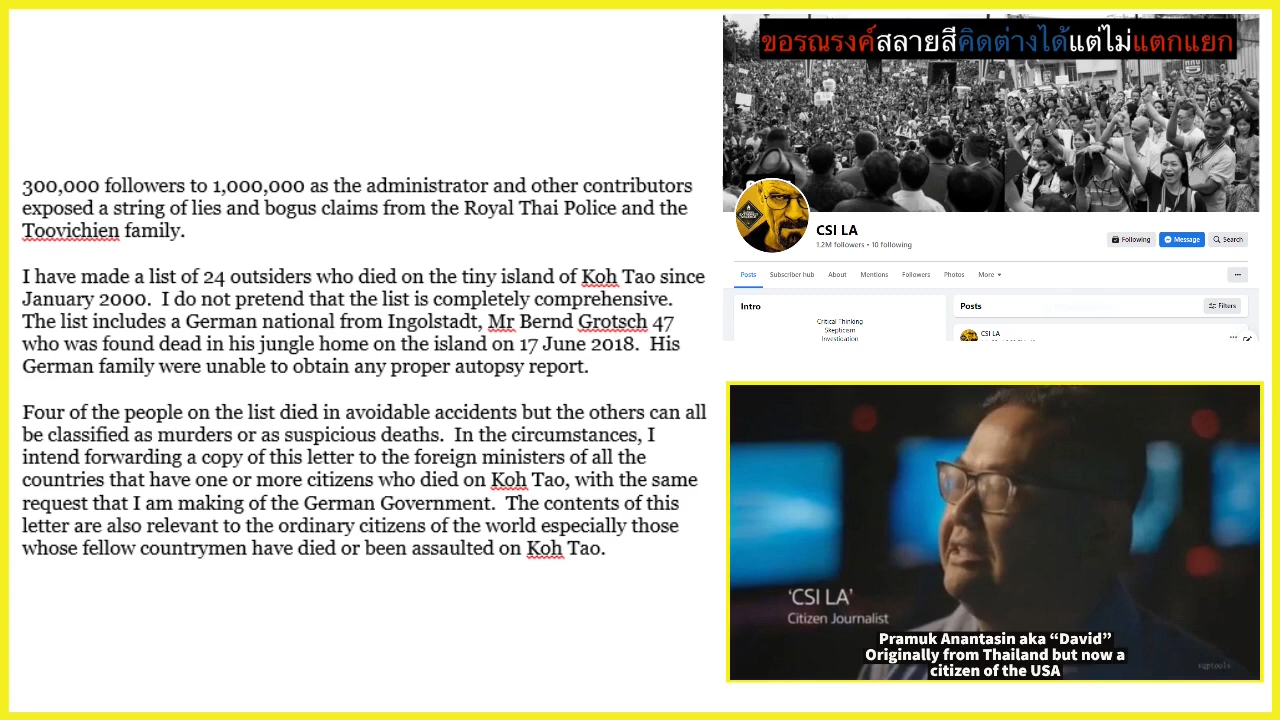 300,000 followers to 1,000,000 as the administrator and other contributors
exposed a string of lies and bogus claims from the Royal Thai Police and the
Toovichien family.
I have made a list of 24 outsiders who died on the tiny island of Koh Tao since
January 2000.  I do not pretend that the list is completely comprehensive.
The list includes a German national from Ingolstadt, Mr Bernd Grotsch 47
who was found dead in his jungle home on the island on 17 June 2018.  His
German family were unable to obtain any proper autopsy report.
Four of the people on the list died in avoidable accidents but the others can all
be classified as murders or as suspicious deaths.  In the circumstances, I
intend forwarding a copy of this letter to the foreign ministers of all the
countries that have one or more citizens who died on Koh Tao, with the same
request that I am making of the German Government.  The contents of this
letter are also relevant to the ordinary citizens of the world especially those
whose fellow countrymen have died or been assaulted on Koh Tao.
ขอรณรงค์สลายสีคิดต่างได้แต่ไม่แตกแยก
CSI LA
1.2M followers • 10 following
Following
Message
Search
Posts
Subscriber hub
About
Mentions
Followers
Photos
More
Intro
Critical Thinking
Skepticism
Investigation
Posts
Filters
CSI LA
'CSI LA'
Citizen Journalist
Pramuk Anantasin aka “David”
Originally from Thailand but now a
citizen of the USA